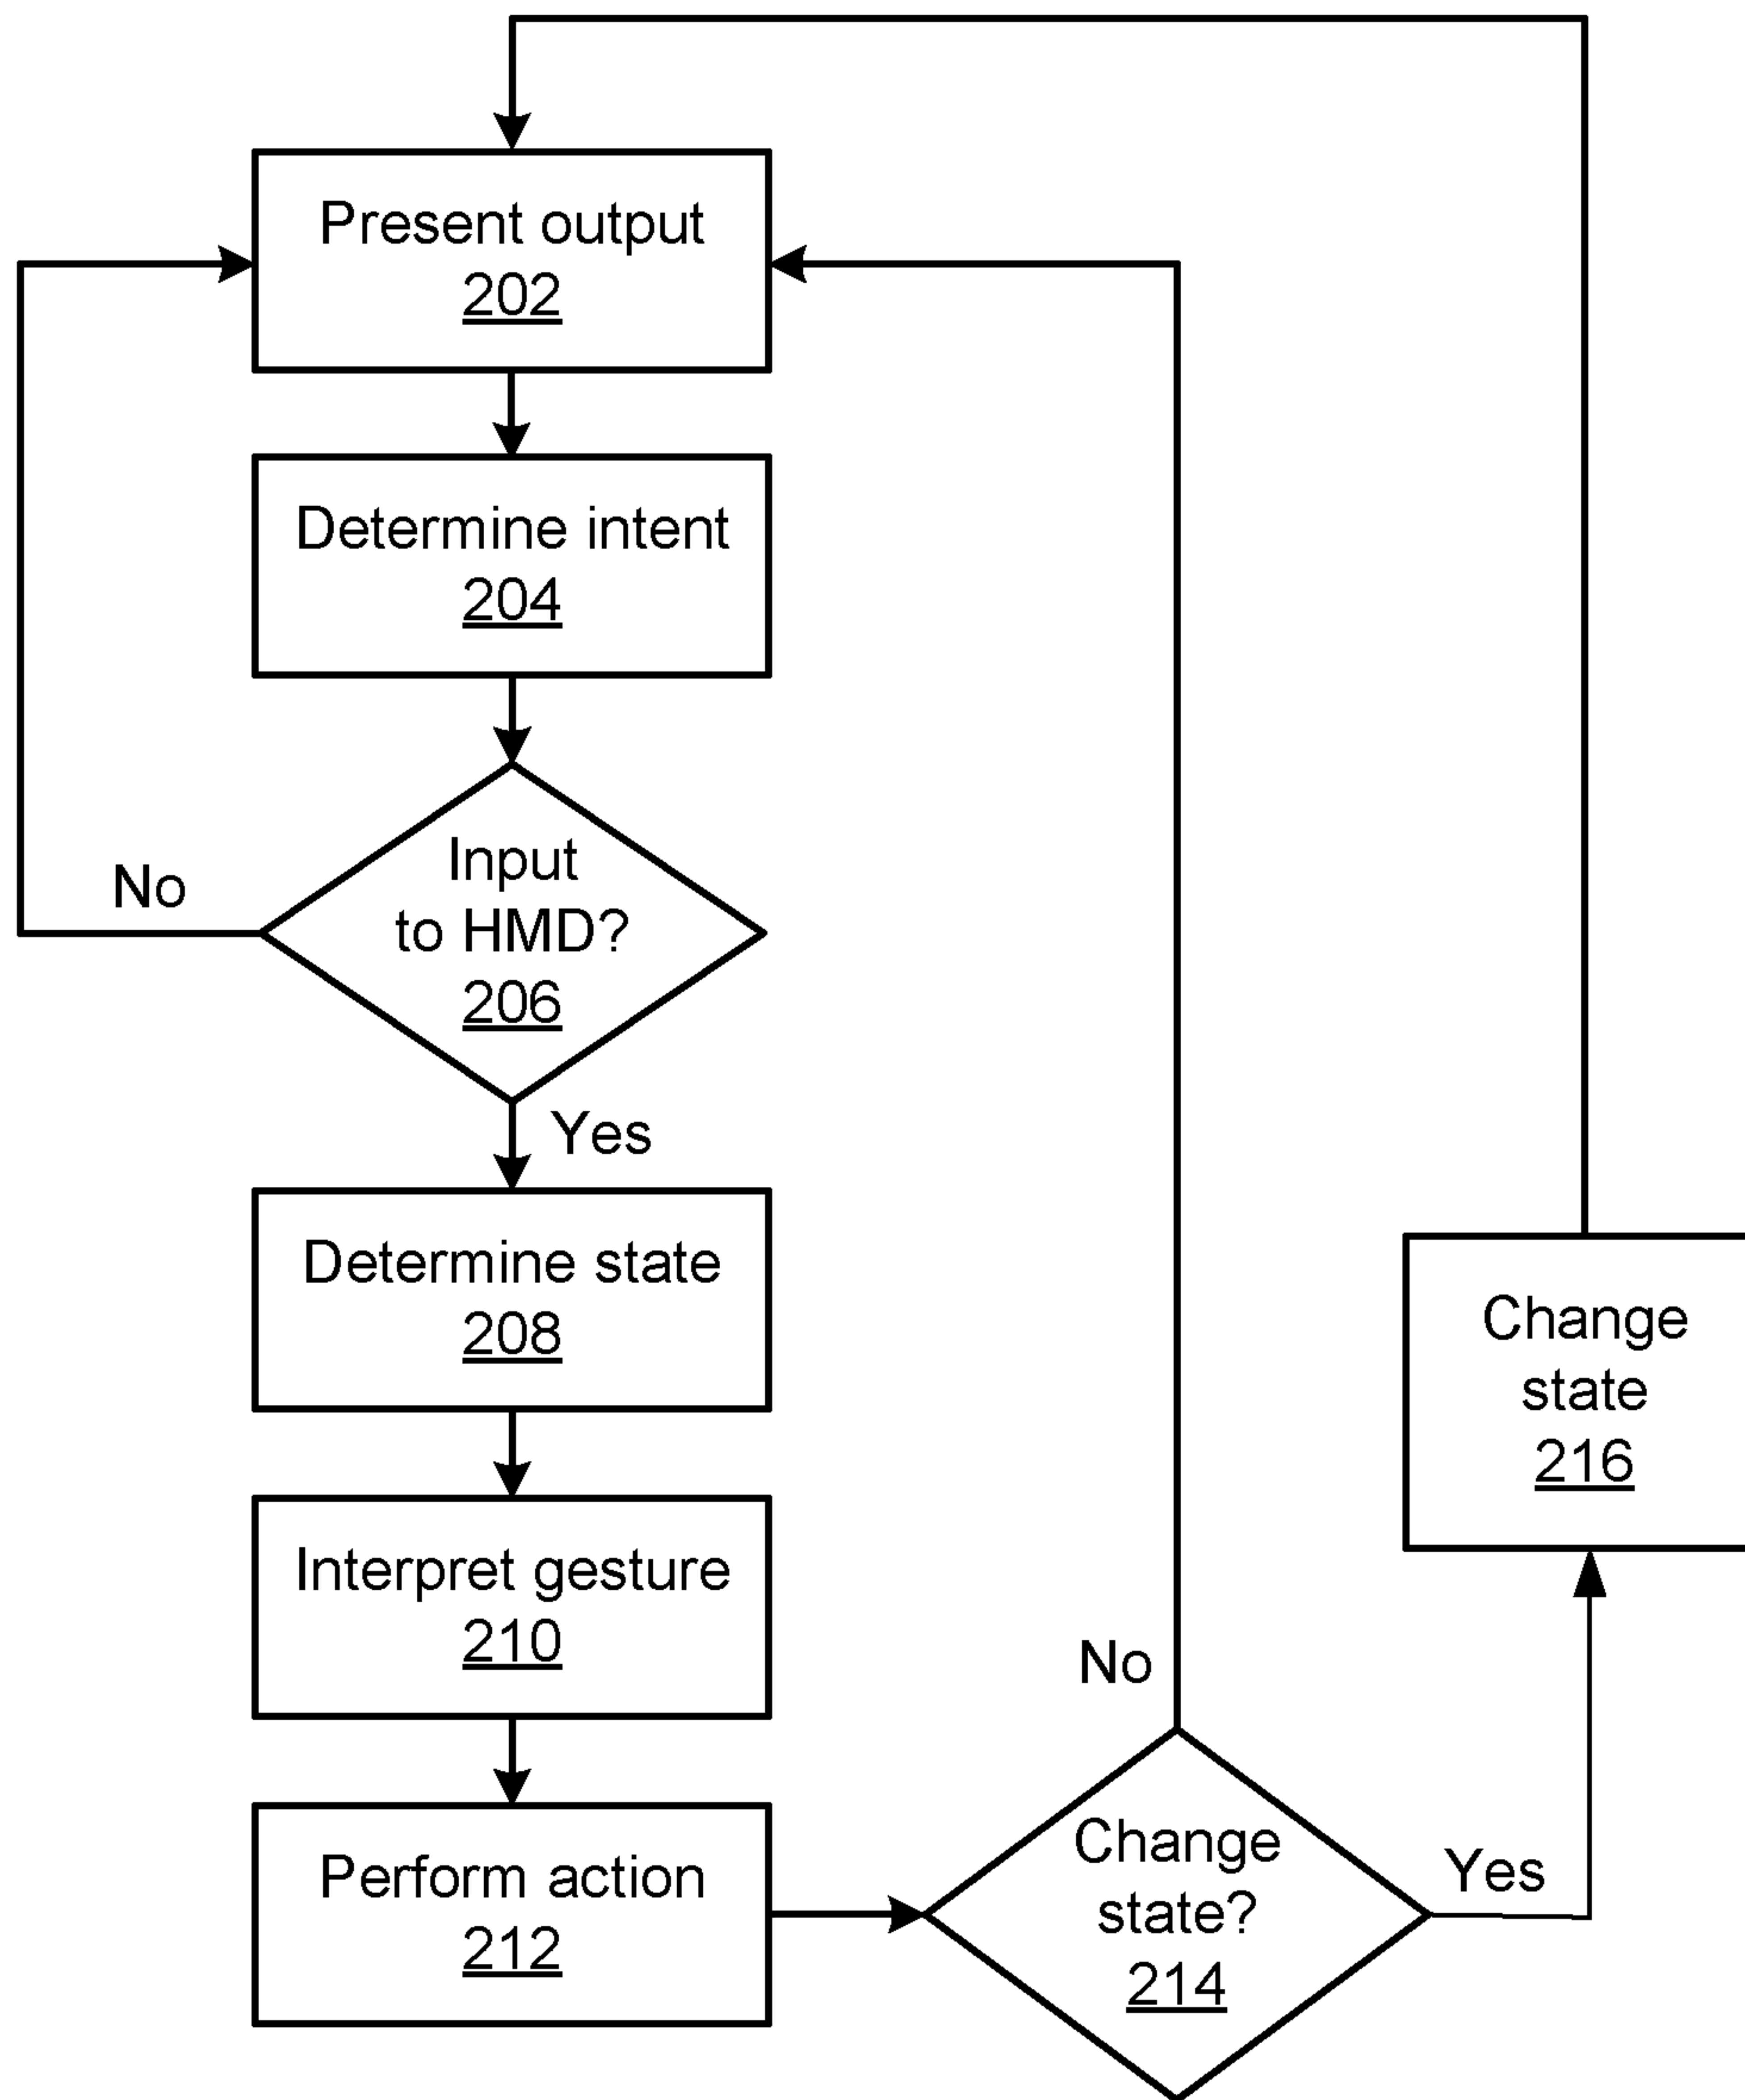 Present output
202
Determine intent
204
Input
to HMD?
206
No
Yes
Determine state
208
Interpret gesture
210
Perform action
212
Change
state?
214
No
Yes
Change
state
216